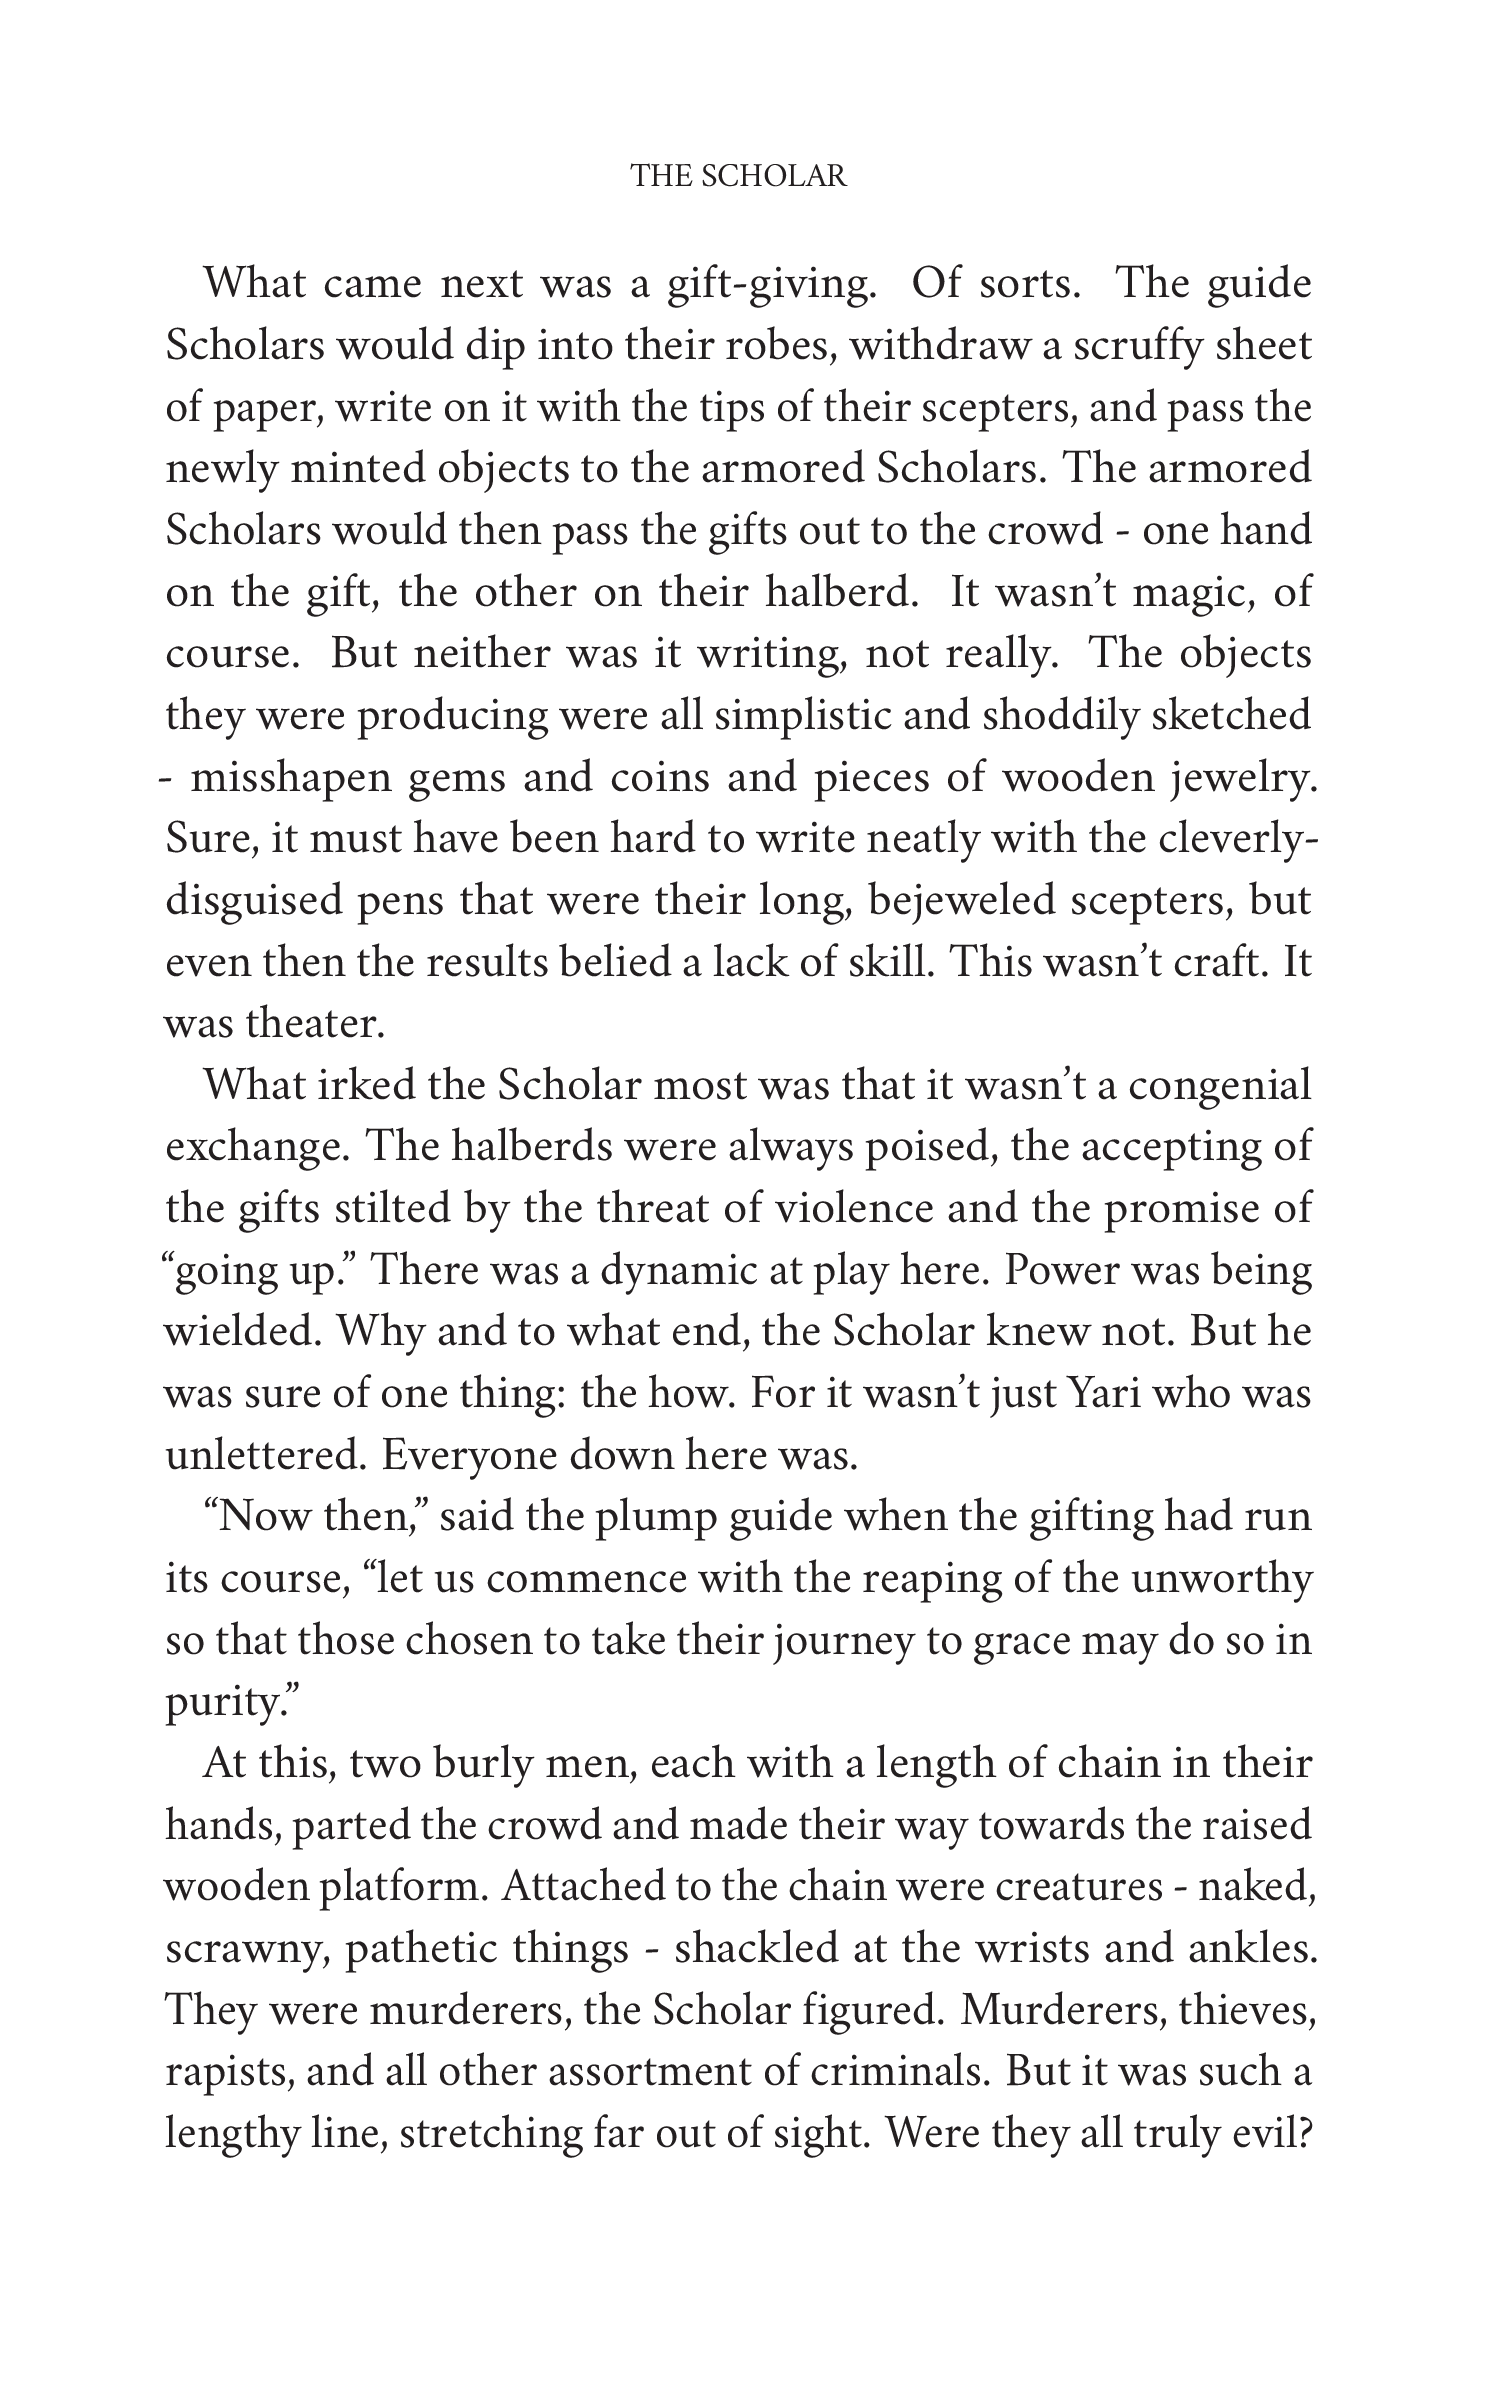 THE SCHOLAR
What came next was a gift-giving. Of sorts. The guide
Scholars would dip into their robes, withdraw a scruffy sheet
of paper, write on it with the tips of their scepters, and pass the
newly minted objects to the armored Scholars. The armored
Scholars would then pass the gifts out to the crowd - one hand
on the gift, the other on their halberd. It wasn’t magic, of
course. But neither was it writing, not really. The objects
they were producing were all simplistic and shoddily sketched
- misshapen gems and coins and pieces of wooden jewelry.
Sure, it must have been hard to write neatly with the cleverly-
disguised pens that were their long, bejeweled scepters, but
even then the results belied a lack of skill. This wasn’t craft. It
was theater.
What irked the Scholar most was that it wasn’t a congenial
exchange. The halberds were always poised, the accepting of
the gifts stilted by the threat of violence and the promise of
“going up.” There was a dynamic at play here. Power was being
wielded. Why and to what end, the Scholar knew not. But he
was sure of one thing: the how. For it wasn’t just Yari who was
unlettered. Everyone down here was.
“Now then,” said the plump guide when the gifting had run
its course, “let us commence with the reaping of the unworthy
so that those chosen to take their journey to grace may do so in
purity.”
At this, two burly men, each with a length of chain in their
hands, parted the crowd and made their way towards the raised
wooden platform. Attached to the chain were creatures - naked,
scrawny, pathetic things - shackled at the wrists and ankles.
They were murderers, the Scholar figured. Murderers, thieves,
rapists, and all other assortment of criminals. But it was such a
lengthy line, stretching far out of sight. Were they all truly evil?